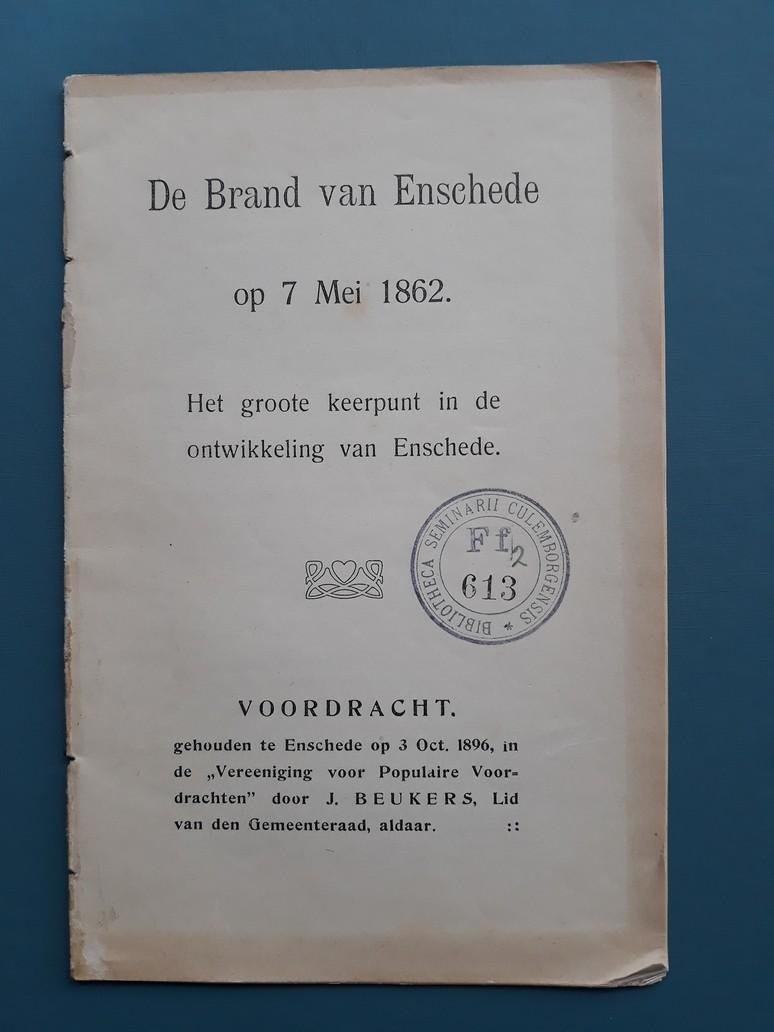 De Brand van Enschede
op 7 Mei 1862.
Het groote keerpunt in de
ontwikkeling van Enschede.
BIBLIOTHECA SEMINARII CULEMBORGENSIS *
Ff2
613
VOORDRACHT.
gehouden te Enschede op 3 Oct. 1896, in
de „Vereeniging voor Populaire Voor=
drachten” door J. BEUKERS, Lid
van den Gemeenteraad, aldaar. ::